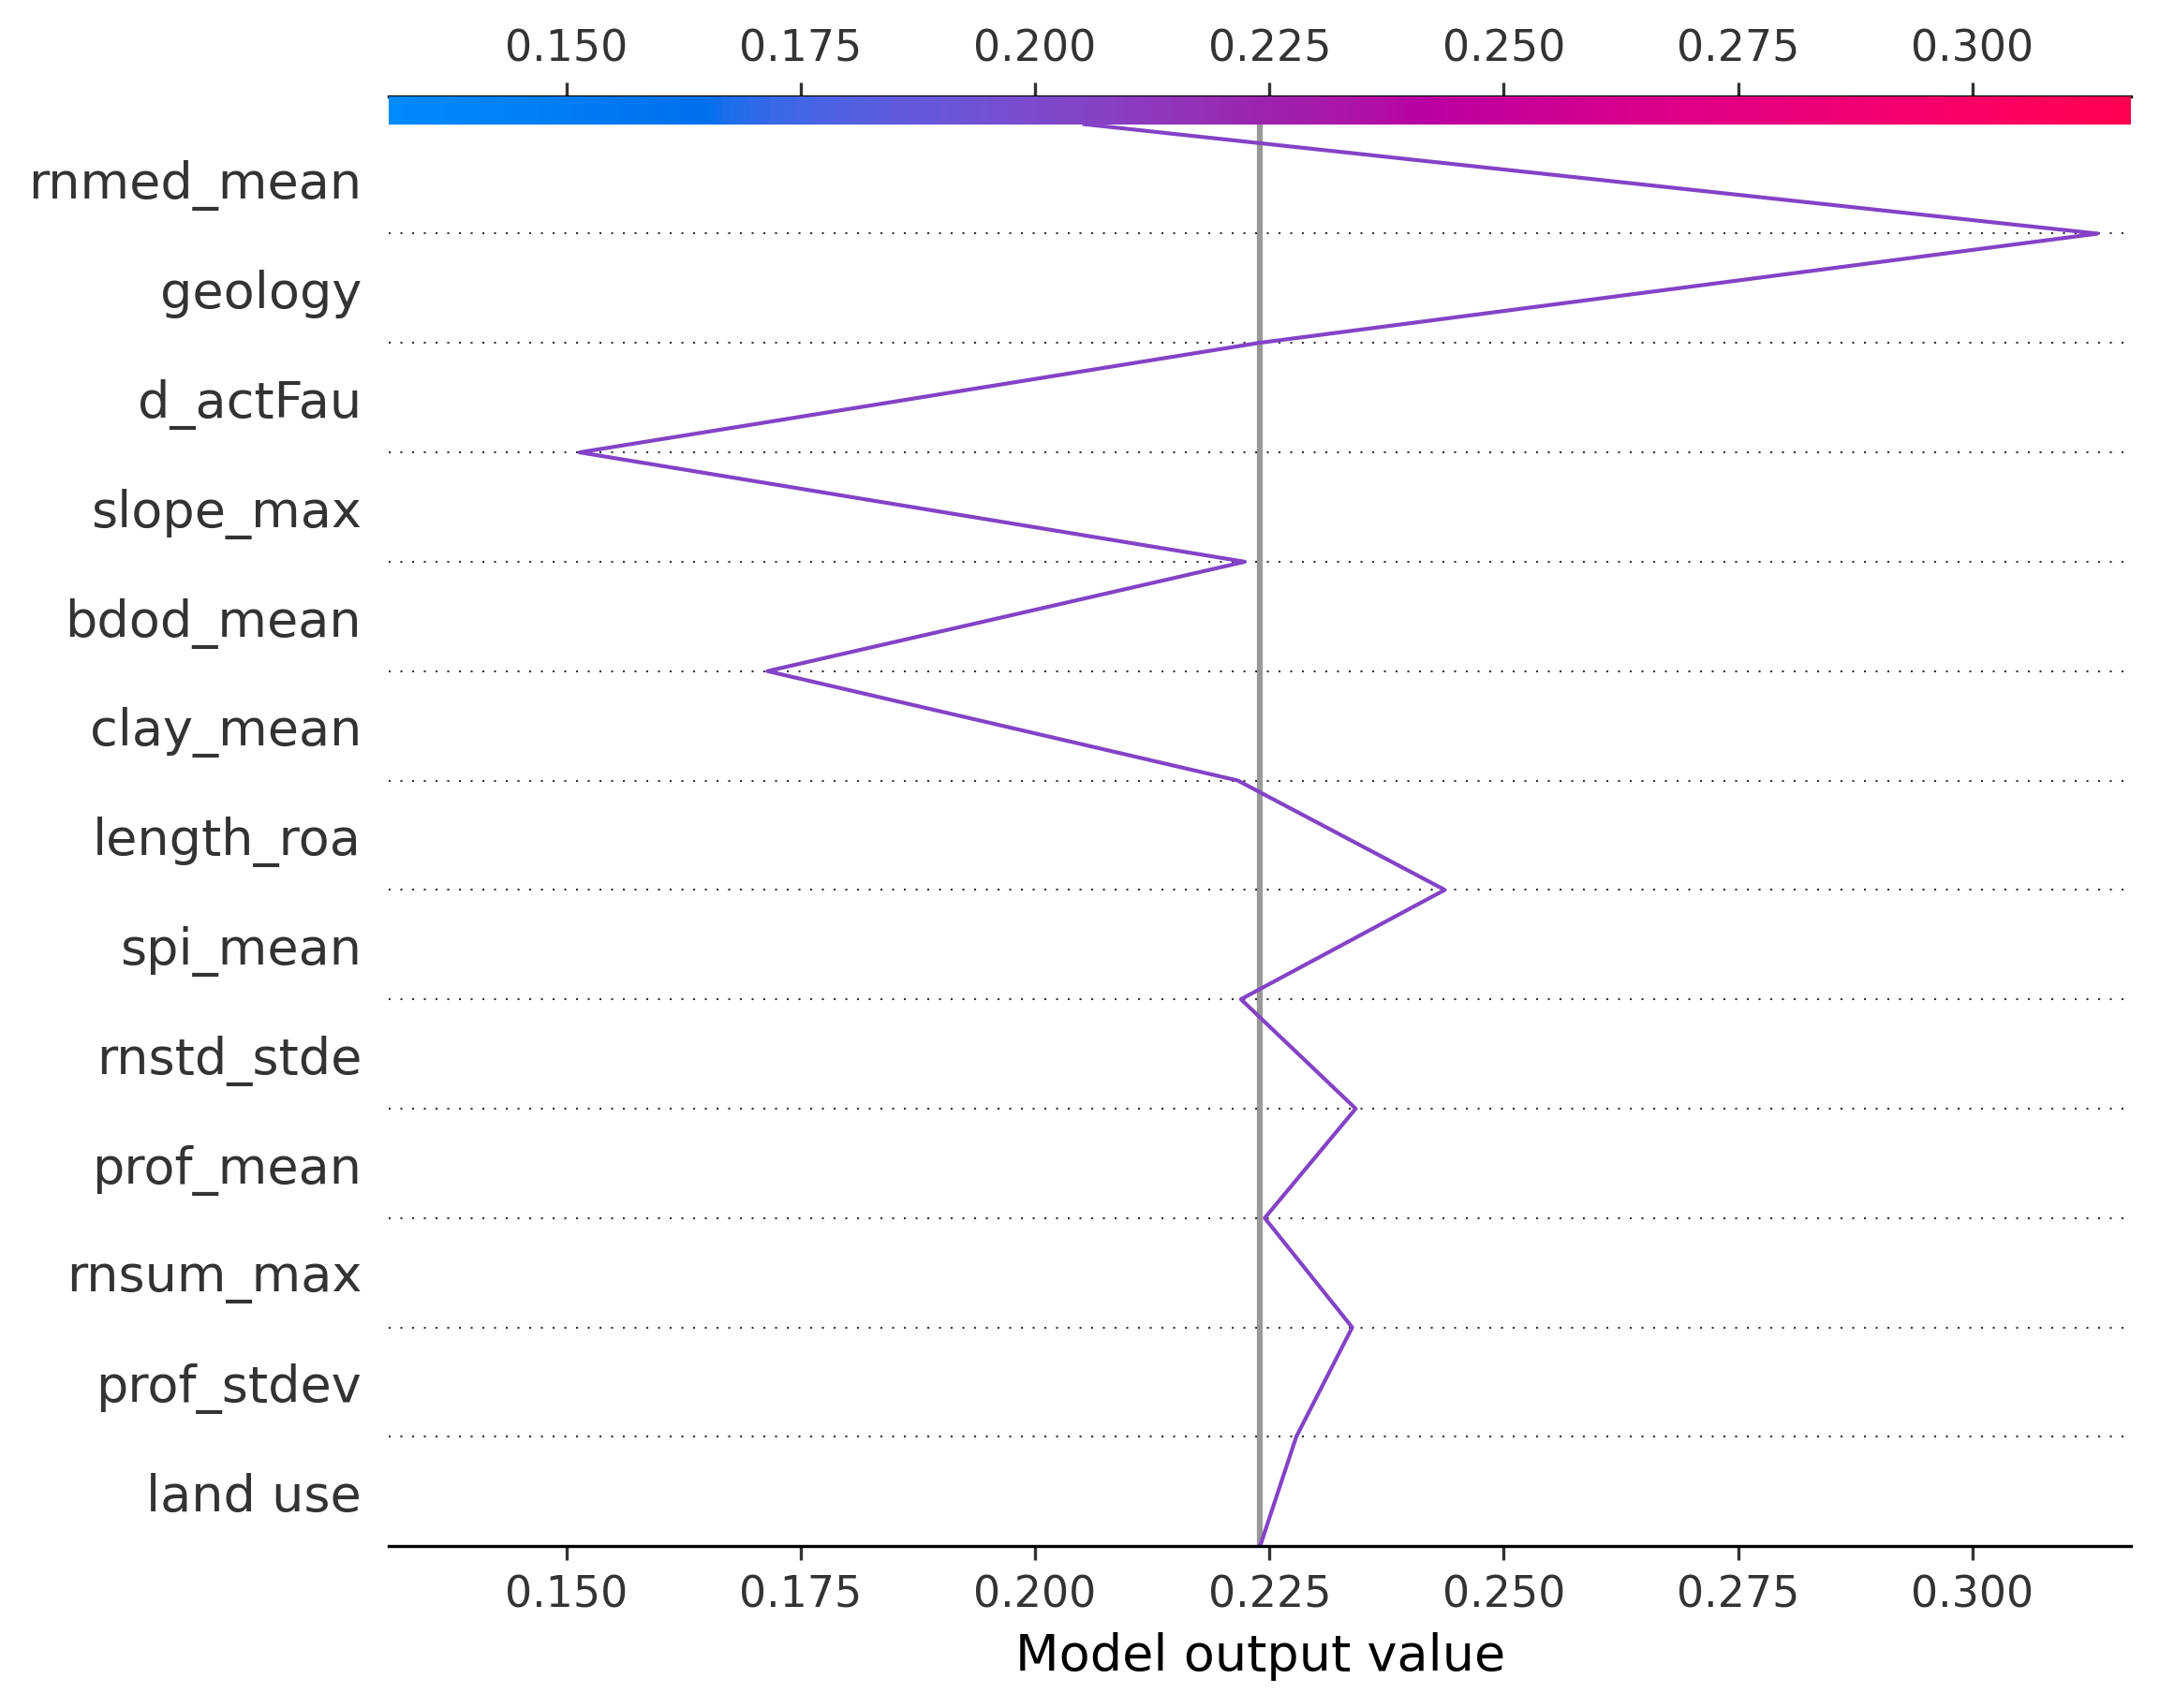 0.150 0.175 0.200 0.225 0.250 0.275 0.300
rnmed_mean
geology
d_actFau
slope_max
bdod_mean
clay_mean
length_roa
spi_mean
rnstd_stde
prof_mean
rnsum_max
prof_stdev
land use
0.150 0.175 0.200 0.225 0.250 0.275 0.300
Model output value